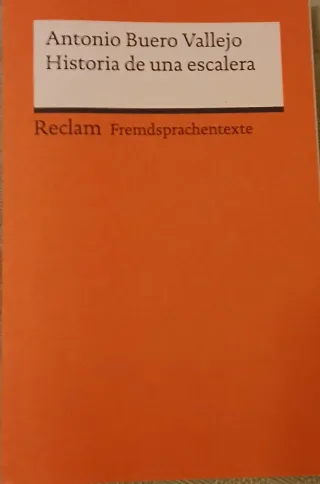 Antonio Buero Vallejo
Historia de una escalera
Reclam Fremdsprachentexte